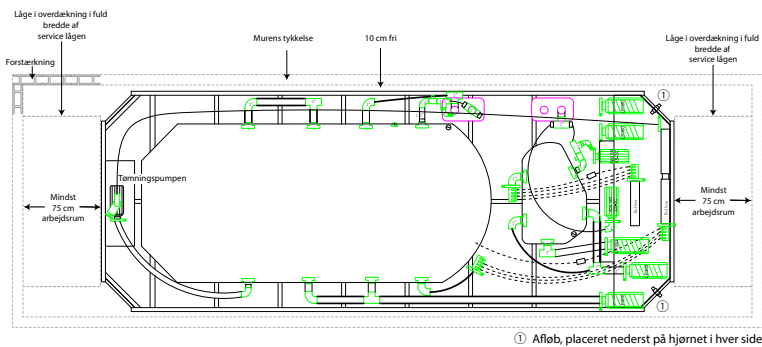 Låge i overdækning i fuld
bredde af
service lågen
Forstærkning
Murens tykkelse
10 cm fri
Låge i overdækning i fuld
bredde af
service lågen
①
Tømningspumpen
Mindst
75 cm
arbejdsrum
Mindst
75 cm
arbejdsrum
①
① Afløb, placeret nederst på hjørnet i hver side